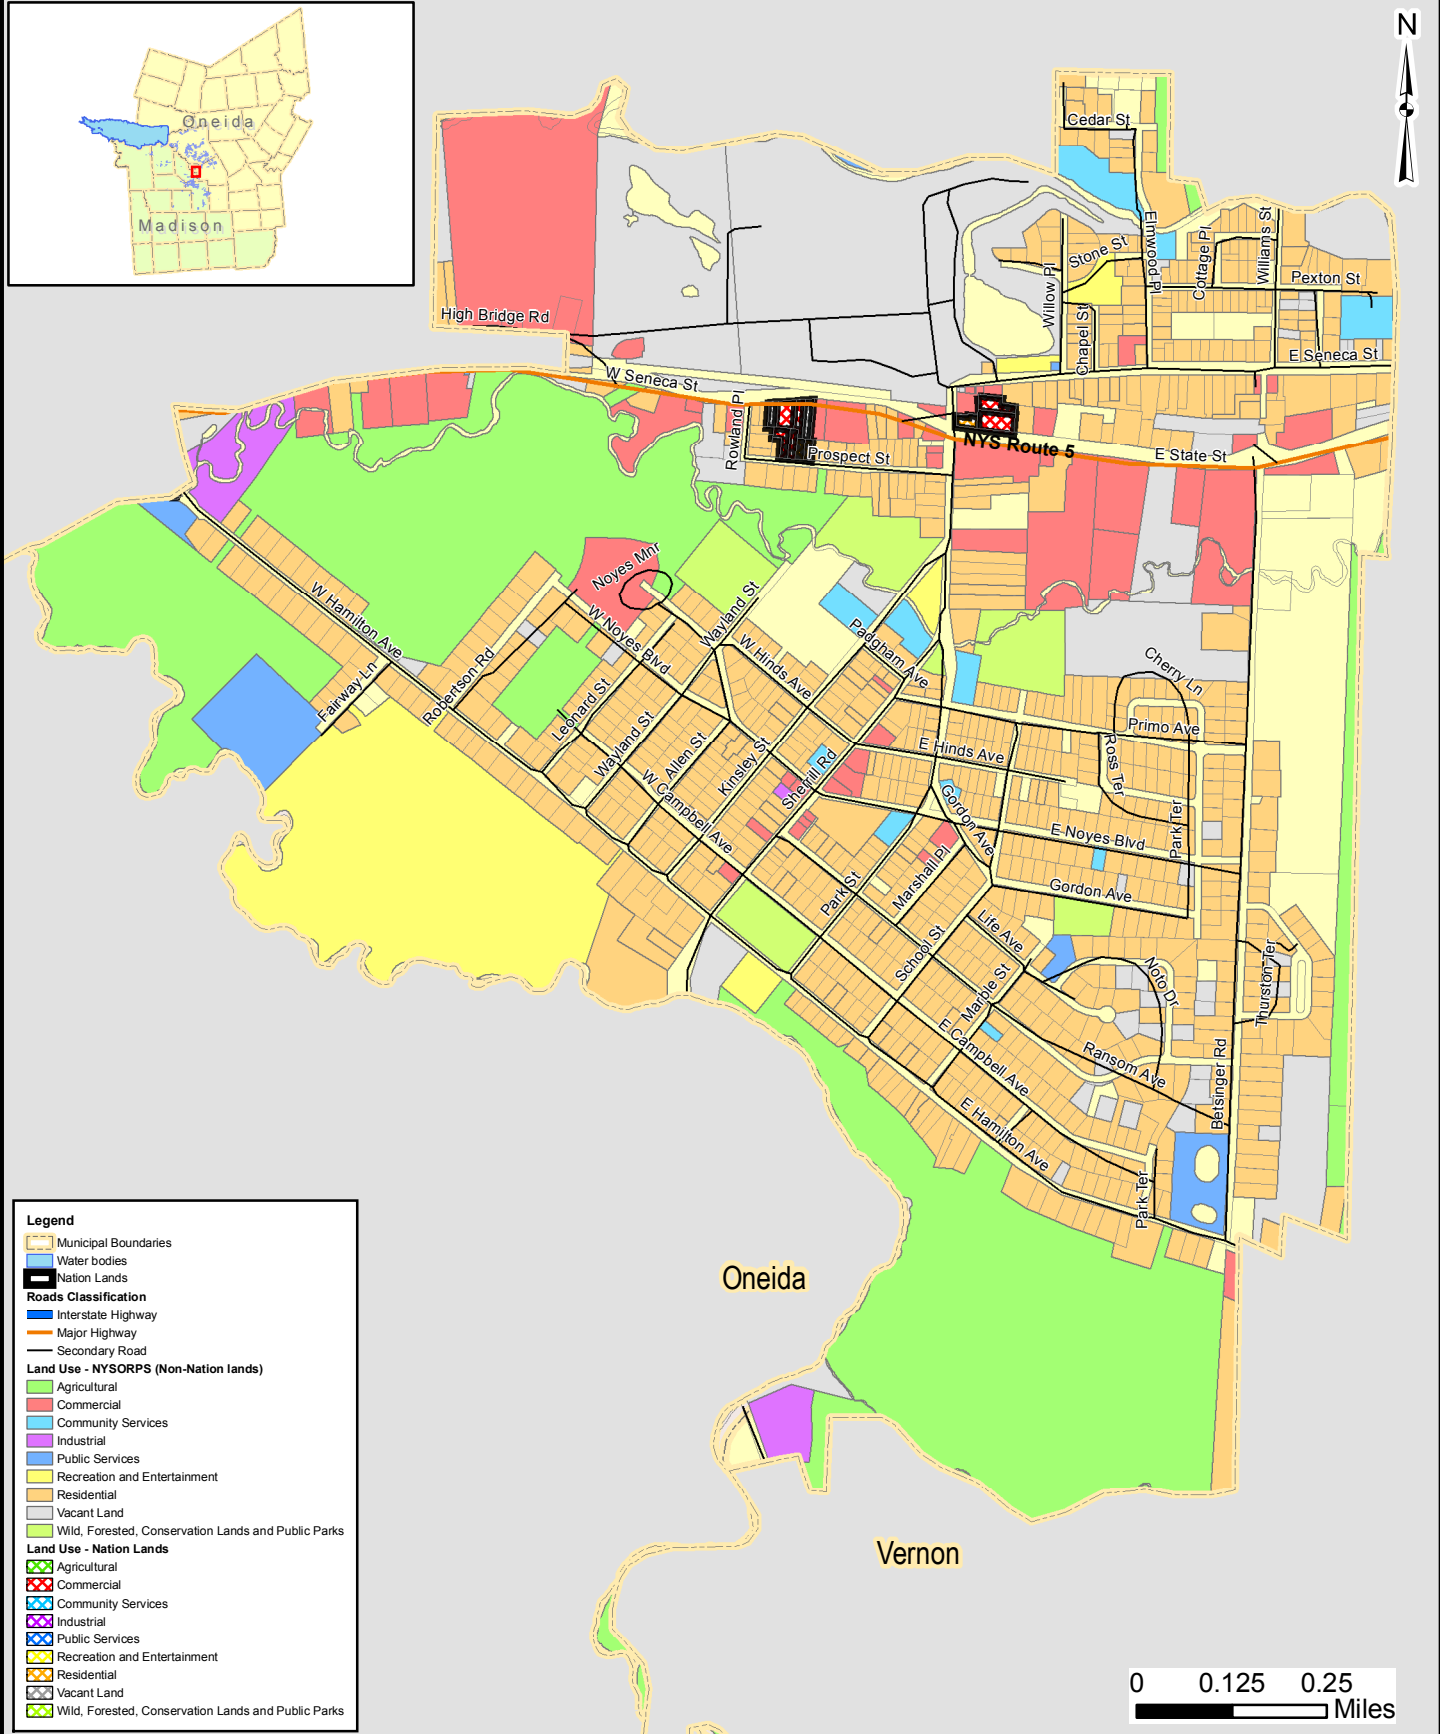 N
Oneida
Madison
Cedar St
Elmwood Pl
Stone St
Cottage Pl
Williams St
Willow Pl
Pexton St
Chapel St
High Bridge Rd
E Seneca St
W Seneca St
Rowland Pl
NYS Route 5
Prospect St
E State St
Noyes Mnr
W Hamilton Ave
W Noyes Blvd
Wayland St
Padgham Ave
W Hinds Ave
Cherry Ln
Fairway Ln
Robertson Rd
Leonard St
Wayland St
Allen St
Kinsley St
Primo Ave
E Hinds Ave
Ross Ter
Sherrill Rd
W Campbell Ave
Gordon Ave
E Noyes Blvd
Park Ter
Park St
Marshall Pl
Gordon Ave
Life Ave
School St
Marble St
Noto Dr
Thurston Ter
E Campbell Ave
Ransom Ave
Betsinger Rd
E Hamilton Ave
Park Ter
Oneida
Vernon
Legend
Municipal Boundaries
Water bodies
Nation Lands
Roads Classification
Interstate Highway
Major Highway
Secondary Road
Land Use - NYSORPS (Non-Nation lands)
Agricultural
Commercial
Community Services
Industrial
Public Services
Recreation and Entertainment
Residential
Vacant Land
Wild, Forested, Conservation Lands and Public Parks
Land Use - Nation Lands
Agricultural
Commercial
Community Services
Industrial
Public Services
Recreation and Entertainment
Residential
Vacant Land
Wild, Forested, Conservation Lands and Public Parks
0 0.125 0.25
Miles